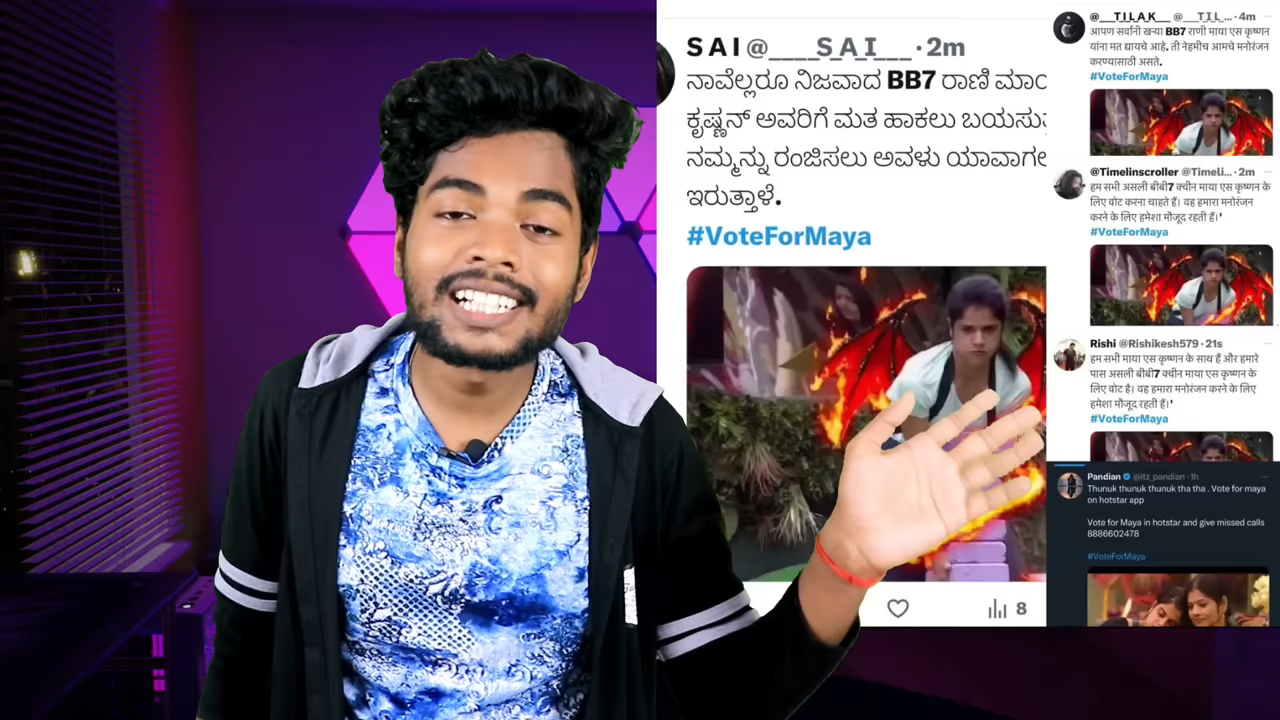 SAI@____SAI___ · 2m
ನಾವೆಲ್ಲರೂ ನಿಜವಾದ BB7 ರಾಣಿ
ಕೃಷ್ಣನ್ ಅವರಿಗೆ ಮತ ಹಾಕಲು
ನಮ್ಮನ್ನು ರಂಜಿಸಲು ಅವಳು
ಇರುತ್ತಾಳೆ.
#VoteForMaya
8
@__TILAK__ @__TIL... · 4m
आपण सर्वांनी खऱ्या BB7 राणी माया एस कृष्णन
यांना मत द्यायचे आहे. ती नेहमीच आमचे मनोरंजन
करण्यासाठी असते.
#VoteForMaya
@Timelinscroller @Timeli... · 2m
हम सभी असली बीबी7 क्वीन माया एस कृष्णन के
लिए वोट करना चाहते हैं। वह हमारा मनोरंजन
करने के लिए हमेशा मौजूद रहती हैं।'
#VoteForMaya
Rishi @Rishikesh579 · 21s
हम सभी माया एस कृष्णन के साथ हैं और हमारे
पास असली बीबी7 क्वीन माया एस कृष्णन के
लिए वोट है। वह हमारा मनोरंजन करने के लिए
हमेशा मौजूद रहती हैं।'
#VoteForMaya
Pandian @itz_pandian · 1h
Thunuk thunuk thunuk tha tha . Vote for maya
on hotstar app
Vote for Maya in hotstar and give missed calls
8886602478
#VoteForMaya